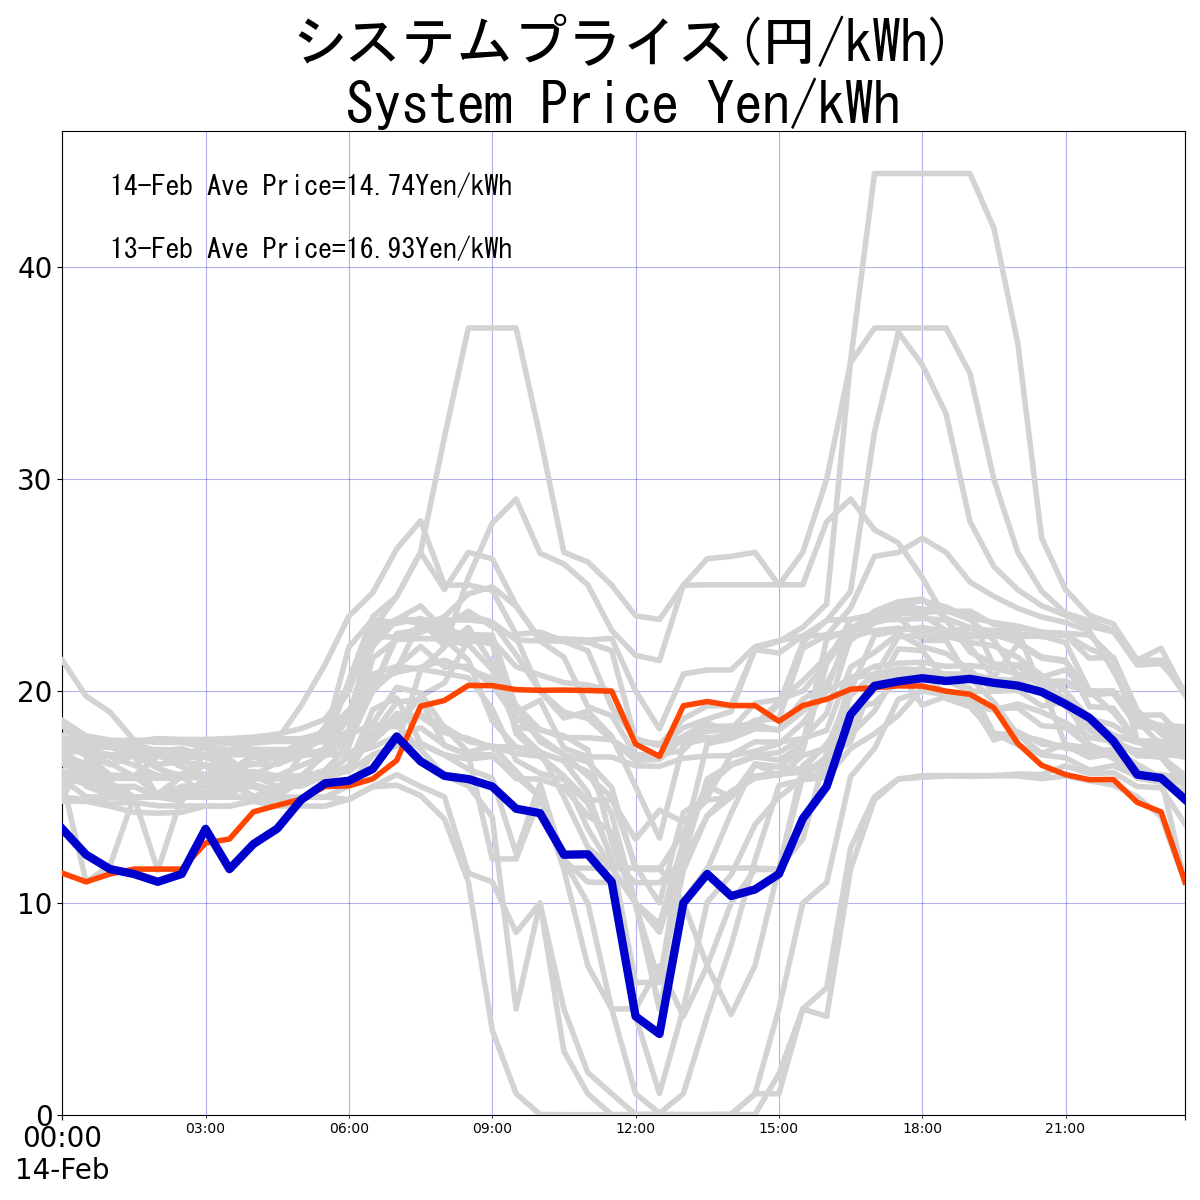 システムプライス(円/kWh)
System Price Yen/kWh
14-Feb Ave Price=14.74Yen/kWh
13-Feb Ave Price=16.93Yen/kWh
40
30
20
10
0
00:00 03:00 06:00 09:00 12:00 15:00 18:00 21:00
14-Feb